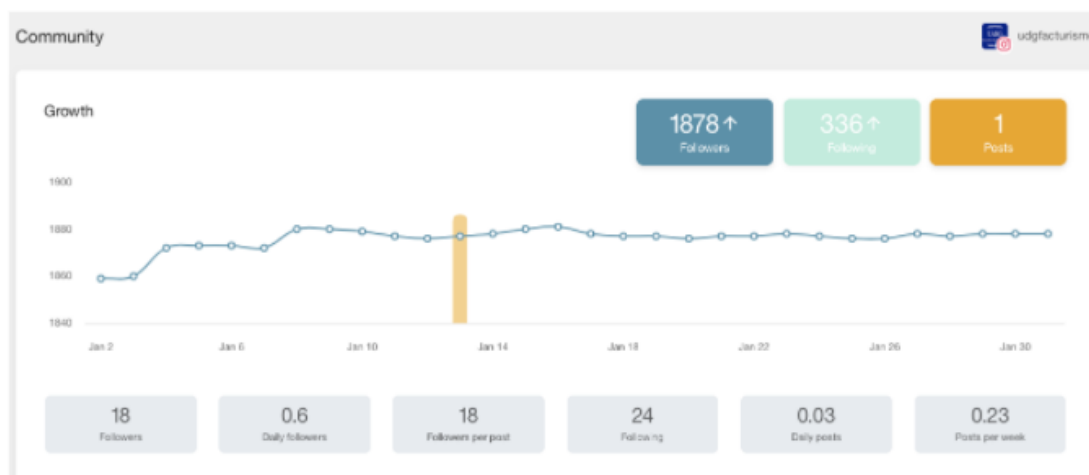 Community
udgfacturism
Growth
1878↑
Followers
336↑
Following
1
Posts
1900
1880
1860
1840
Jan 2 Jan 6 Jan 10 Jan 14 Jan 18 Jan 22 Jan 26 Jan 30
18 0.6 18 24 0.03 0.23
Followers Daily followers Followers per post Following Daily posts Posts per week